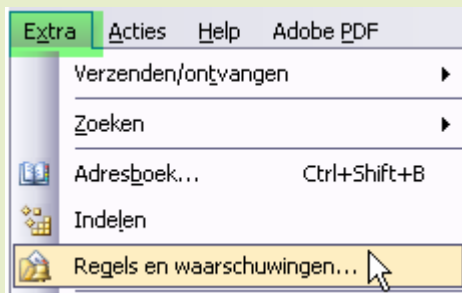 Extra Acties Help Adobe PDF
Verzenden/ontvangen
Zoeken
Adresboek... Ctrl+Shift+B
Indelen
Regels en waarschuwingen...